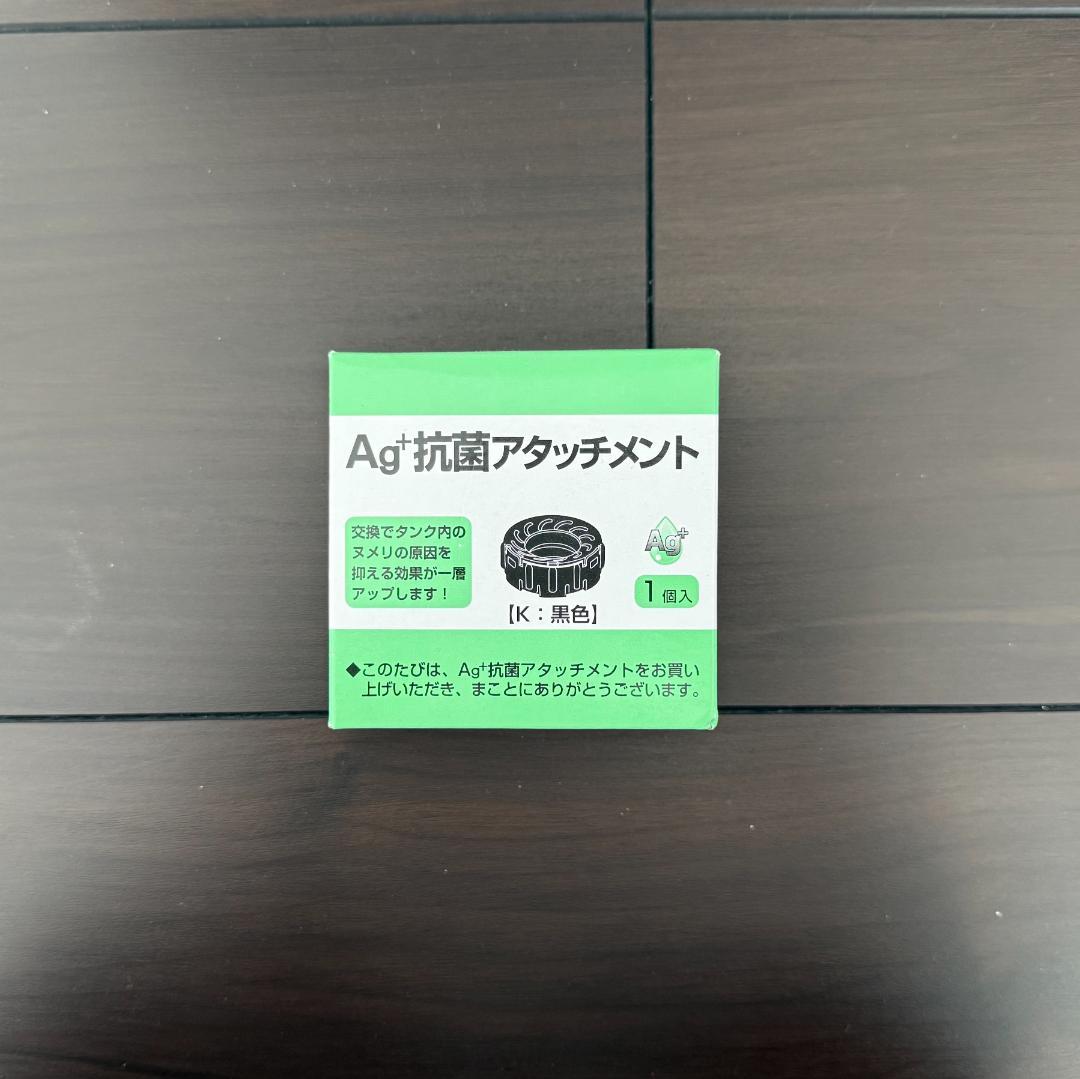 Ag⁺抗菌アタッチメント
交換でタンク内の
ヌメリの原因を
抑える効果が一層
アップします！
Ag⁺
1個入
【K：黒色】
◆このたびは、Ag⁺抗菌アタッチメントをお買い
上げいただき、まことにありがとうございます。